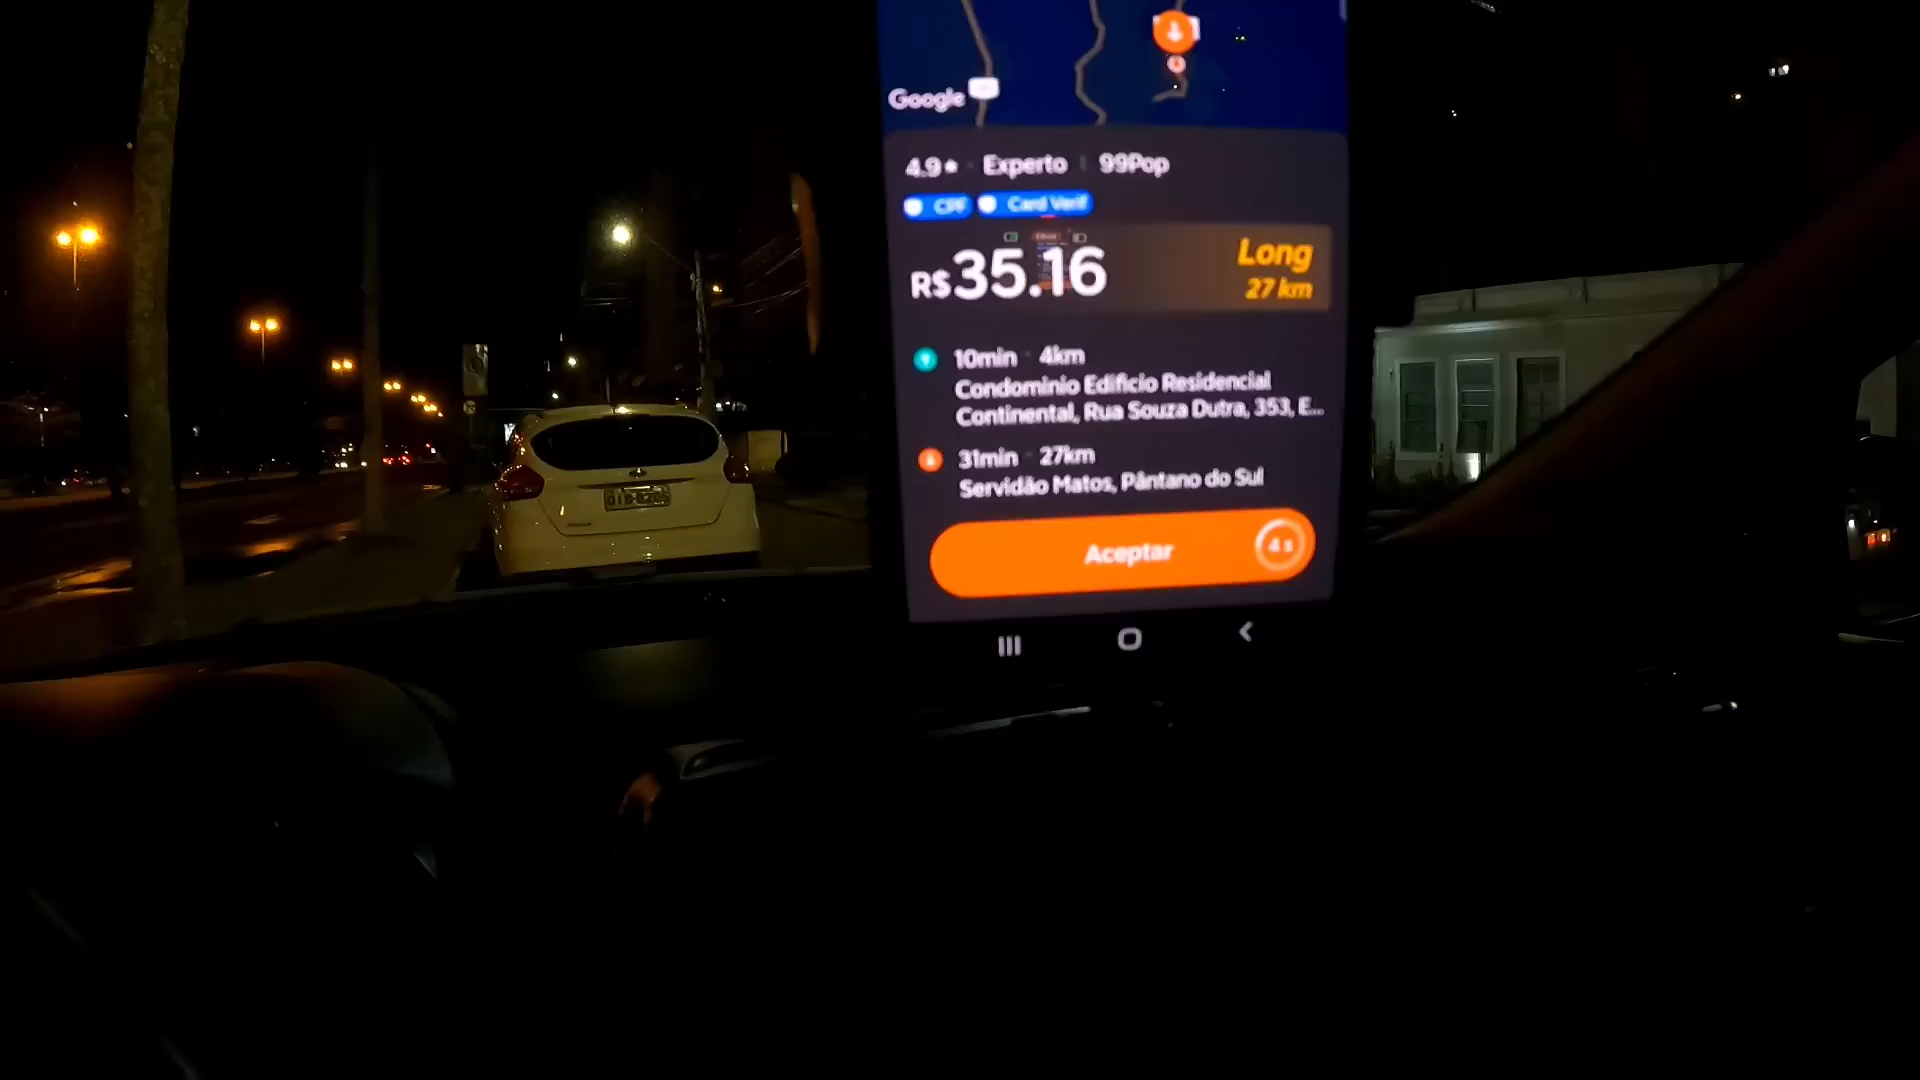 Google
4.9★ · Experto | 99Pop
CPF Card Verif
R$35.16
Long
27 km
10min · 4km
Condominio Edificio Residencial
Continental, Rua Souza Dutra, 353, E...
31min · 27km
Servidão Matos, Pântano do Sul
Aceptar
4 s